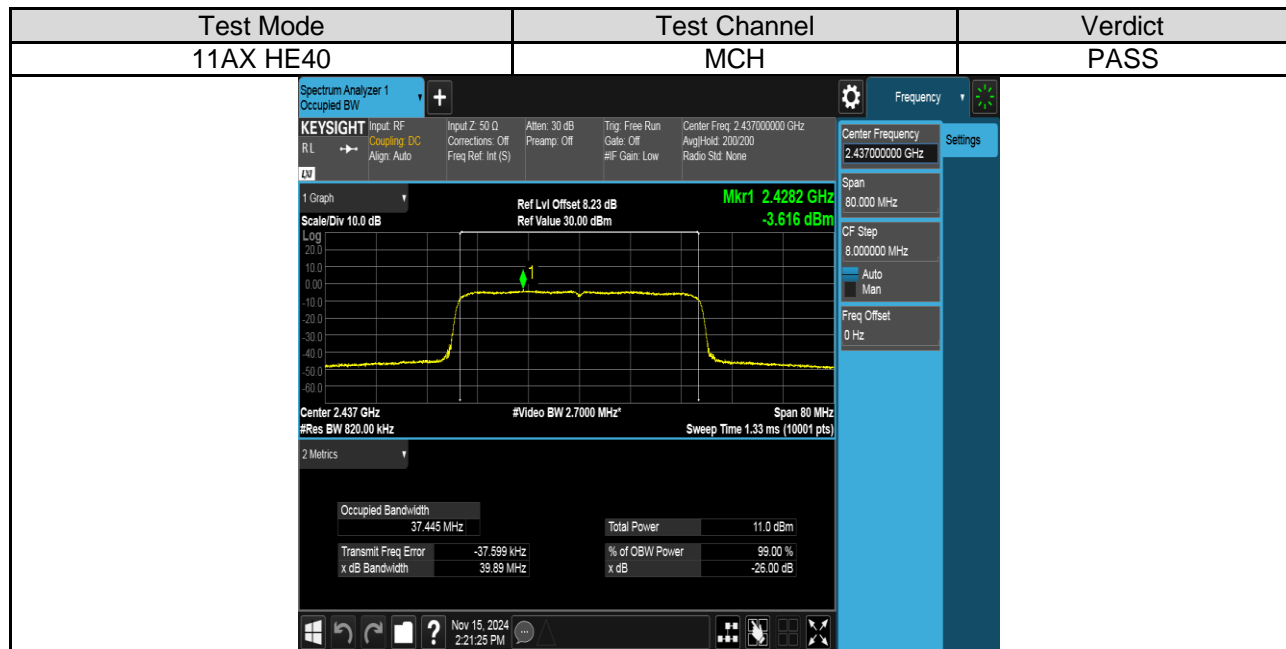 Test Mode Test Channel Verdict
11AX HE40 MCH PASS
Spectrum Analyzer 1
Occupied BW
+
Frequency
KEYSIGHT Input: RF Input Z: 50 Ω Atten: 30 dB Trig: Free Run Center Freq: 2.437000000 GHz
RL Coupling: DC Corrections: Off Preamp: Off Gate: Off Avg|Hold: 200/200
Align: Auto Freq Ref: Int (S) #IF Gain: Low Radio Std: None
LXI
Center Frequency
2.437000000 GHz
Settings
Span
80.000 MHz
CF Step
8.000000 MHz
Auto
Man
Freq Offset
0 Hz
1 Graph
Ref Lvl Offset 8.23 dB
Mkr1 2.4282 GHz
Scale/Div 10.0 dB
Ref Value 30.00 dBm
-3.616 dBm
Log
20.0
10.0
0.00
-10.0
-20.0
-30.0
-40.0
-50.0
-60.0
1
Center 2.437 GHz #Video BW 2.7000 MHz* Span 80 MHz
#Res BW 820.00 kHz Sweep Time 1.33 ms (10001 pts)
2 Metrics
Occupied Bandwidth
37.445 MHz
Total Power 11.0 dBm
Transmit Freq Error -37.599 kHz % of OBW Power 99.00 %
x dB Bandwidth 39.89 MHz x dB -26.00 dB
?
Nov 15, 2024
2:21:25 PM